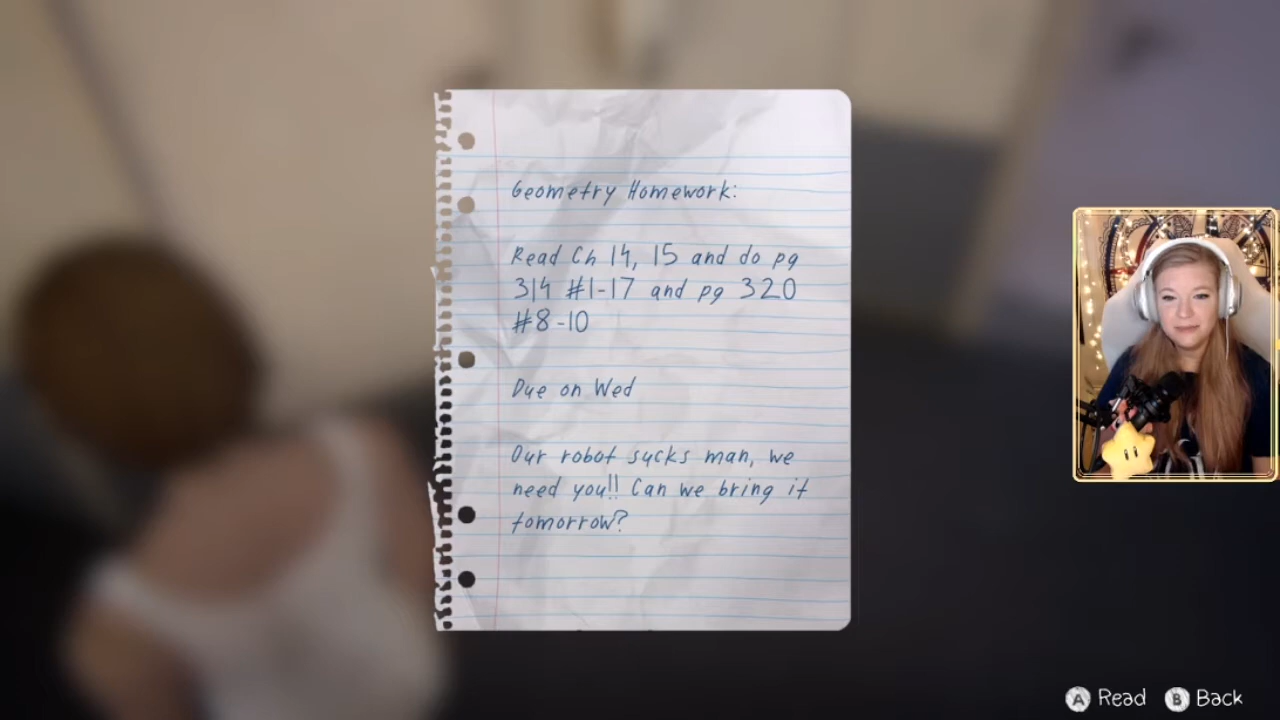 Geometry Homework:
Read Ch 14, 15 and do pg
314 #1-17 and pg 320
#8-10
Due on Wed
Our robot sucks man, we
need you!! Can we bring it
tomorrow?
A Read B Back